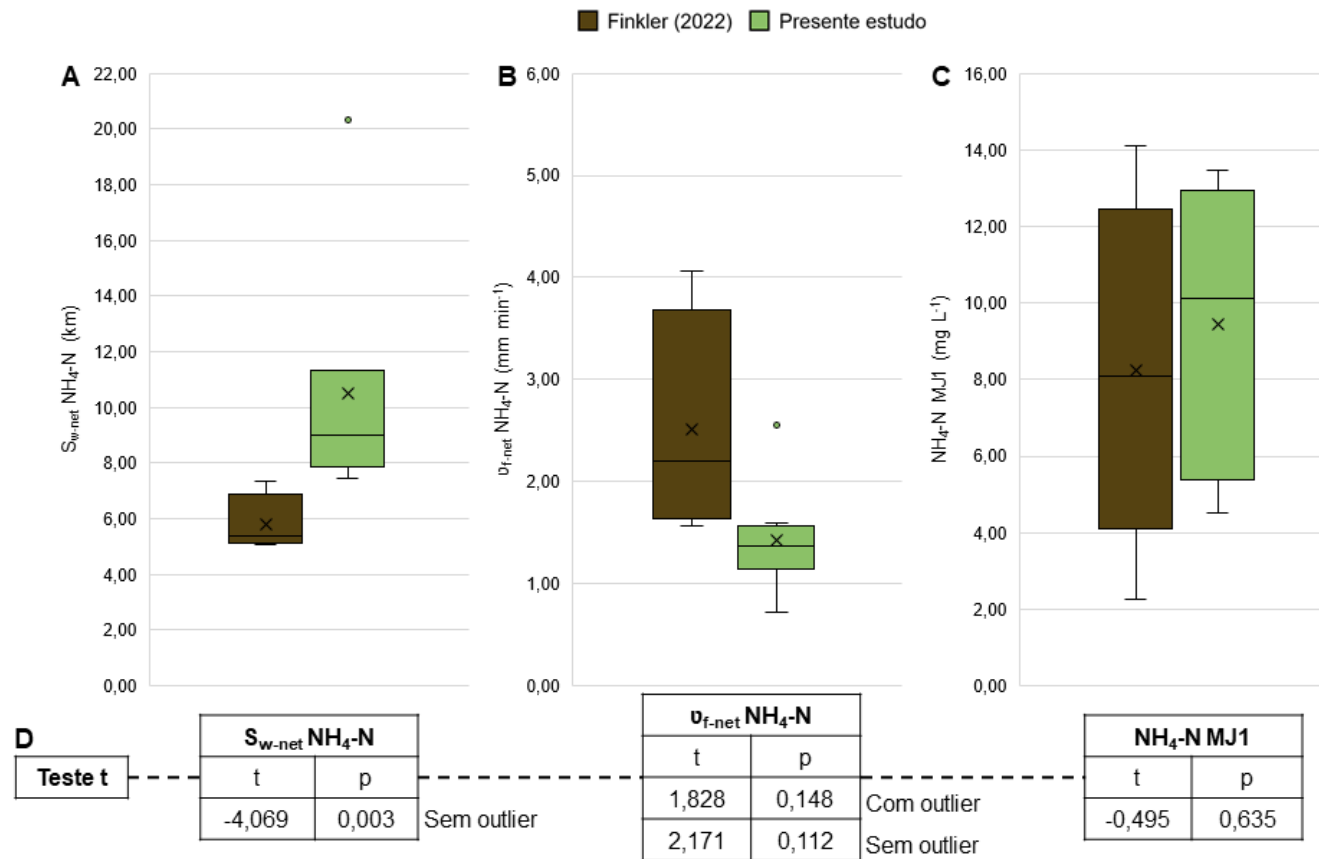 Finkler (2022) Presente estudo
A
22,00
20,00
18,00
16,00
14,00
12,00
10,00
8,00
6,00
4,00
2,00
0,00
Sw-net NH4-N (km)
B
6,00
5,00
4,00
3,00
2,00
1,00
0,00
υf-net NH4-N (mm min-1)
C
16,00
14,00
12,00
10,00
8,00
6,00
4,00
2,00
0,00
NH4-N MJ1 (mg L-1)
D
Teste t
Sw-net NH4-N
t p
-4,069 0,003 Sem outlier
υf-net NH4-N
t p
1,828 0,148 Com outlier
2,171 0,112 Sem outlier
NH4-N MJ1
t p
-0,495 0,635